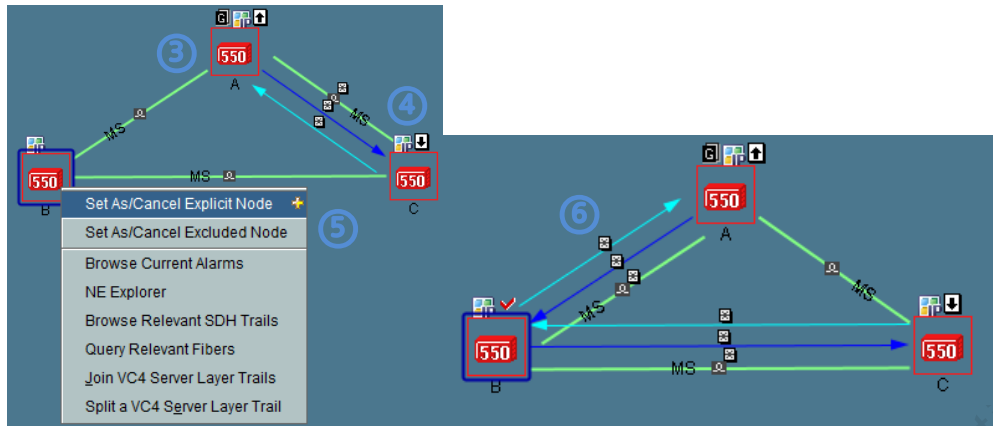 G
③
550
A
MS
MS
④
550
B
MS
550
C
Set As/Cancel Explicit Node
Set As/Cancel Excluded Node
⑤
Browse Current Alarms
NE Explorer
Browse Relevant SDH Trails
Query Relevant Fibers
Join VC4 Server Layer Trails
Split a VC4 Server Layer Trail
G
550
⑥
A
MS
MS
550
B
MS
550
C